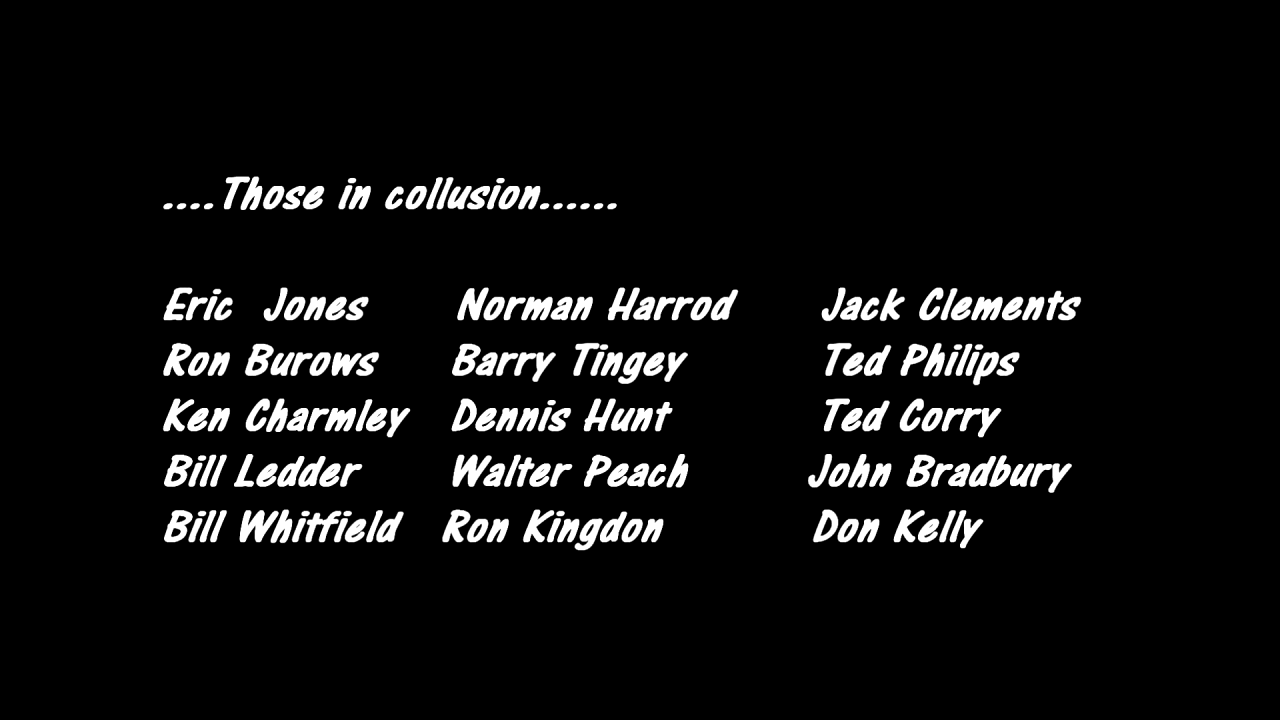 ....Those in collusion......
Eric Jones Norman Harrod Jack Clements
Ron Burows Barry Tingey Ted Philips
Ken Charmley Dennis Hunt Ted Corry
Bill Ledder Walter Peach John Bradbury
Bill Whitfield Ron Kingdon Don Kelly